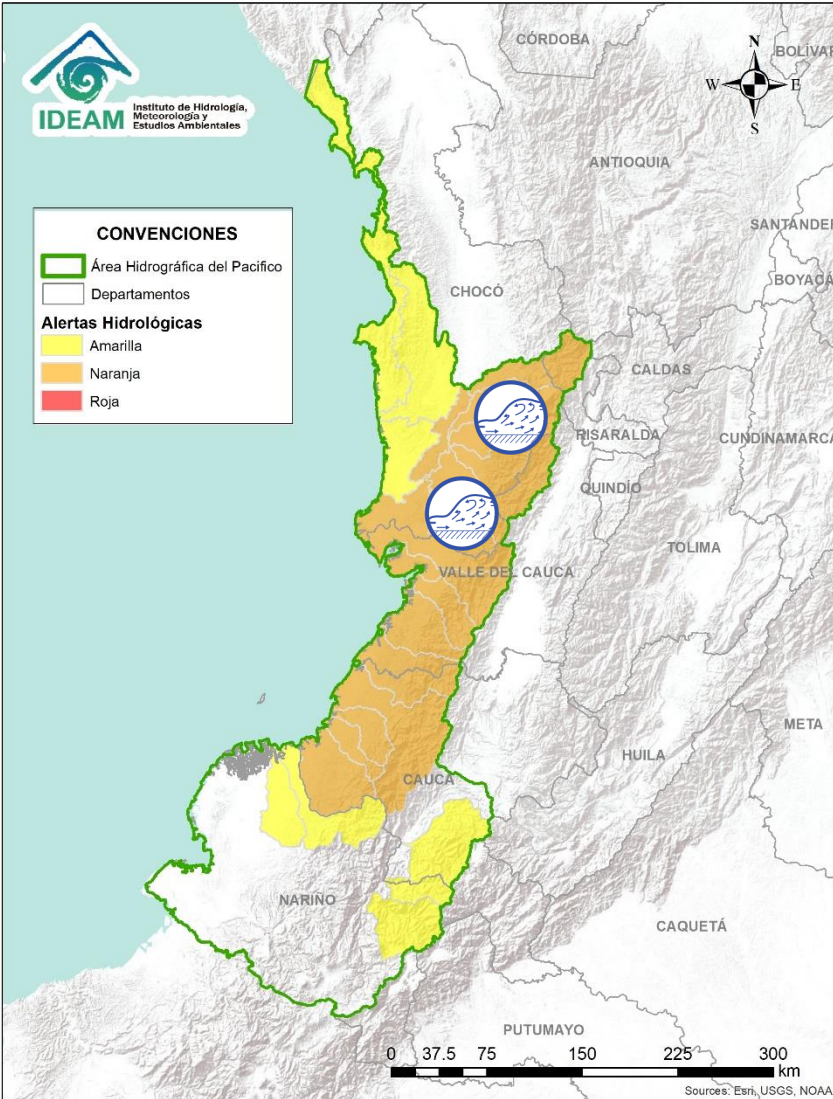 IDEAM
Instituto de Hidrología,
Meteorología y
Estudios Ambientales
N
W
E
S
CÓRDOBA
BOLÍVAR
ANTIOQUIA
SANTANDER
BOYACÁ
CONVENCIONES
Área Hidrográfica del Pacifico
Departamentos
Alertas Hidrológicas
Amarilla
Naranja
Roja
CHOCÓ
CALDAS
RISARALDA
CUNDINAMARCA
QUINDÍO
TOLIMA
VALLE DEL CAUCA
META
HUILA
CAUCA
NARIÑO
CAQUETÁ
PUTUMAYO
0 37.5 75 150 225 300
km
Sources: Esri, USGS, NOAA